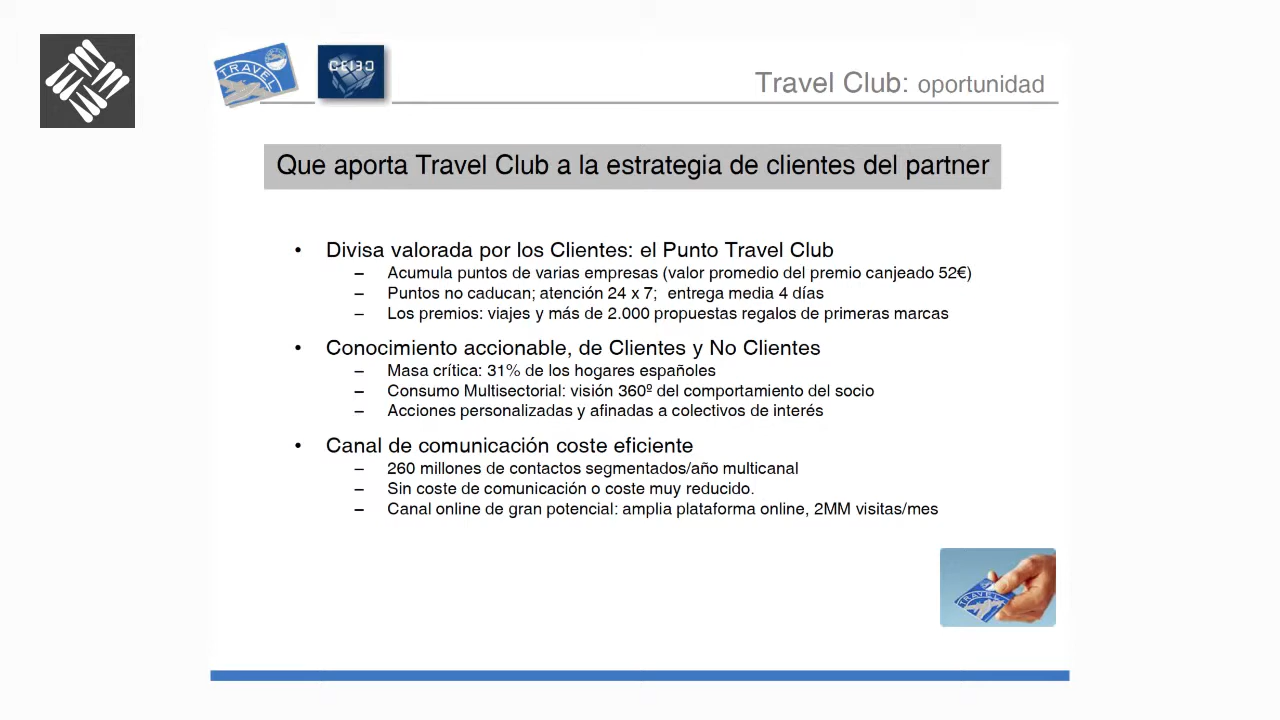 TRAVEL
Travel Club: oportunidad
Que aporta Travel Club a la estrategia de clientes del partner
• Divisa valorada por los Clientes: el Punto Travel Club
– Acumula puntos de varias empresas (valor promedio del premio canjeado 52€)
– Puntos no caducan; atención 24 x 7; entrega media 4 días
– Los premios: viajes y más de 2.000 propuestas regalos de primeras marcas
• Conocimiento accionable, de Clientes y No Clientes
– Masa crítica: 31% de los hogares españoles
– Consumo Multisectorial: visión 360º del comportamiento del socio
– Acciones personalizadas y afinadas a colectivos de interés
• Canal de comunicación coste eficiente
– 260 millones de contactos segmentados/año multicanal
– Sin coste de comunicación o coste muy reducido.
– Canal online de gran potencial: amplia plataforma online, 2MM visitas/mes
TRAVEL